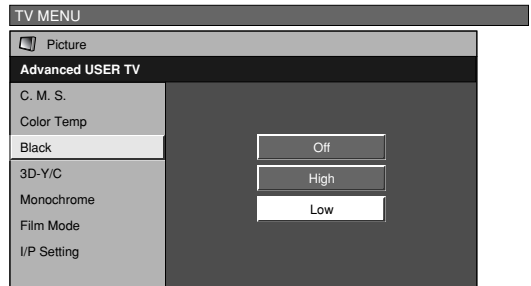 TV MENU
Picture
Advanced USER TV
C. M. S.
Color Temp
Black
3D-Y/C
Monochrome
Film Mode
I/P Setting
Off
High
Low